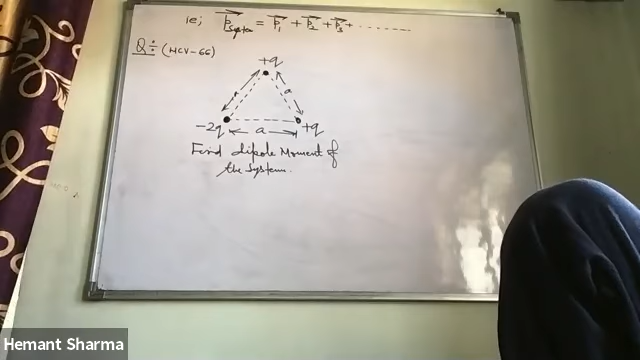 ie; p⃗system = p⃗1 + p⃗2 + p⃗3 + ........
Q÷ (HCV-66)
+q
a
a
-2q
a
+q
Find dipole Moment of
the system.
Hemant Sharma